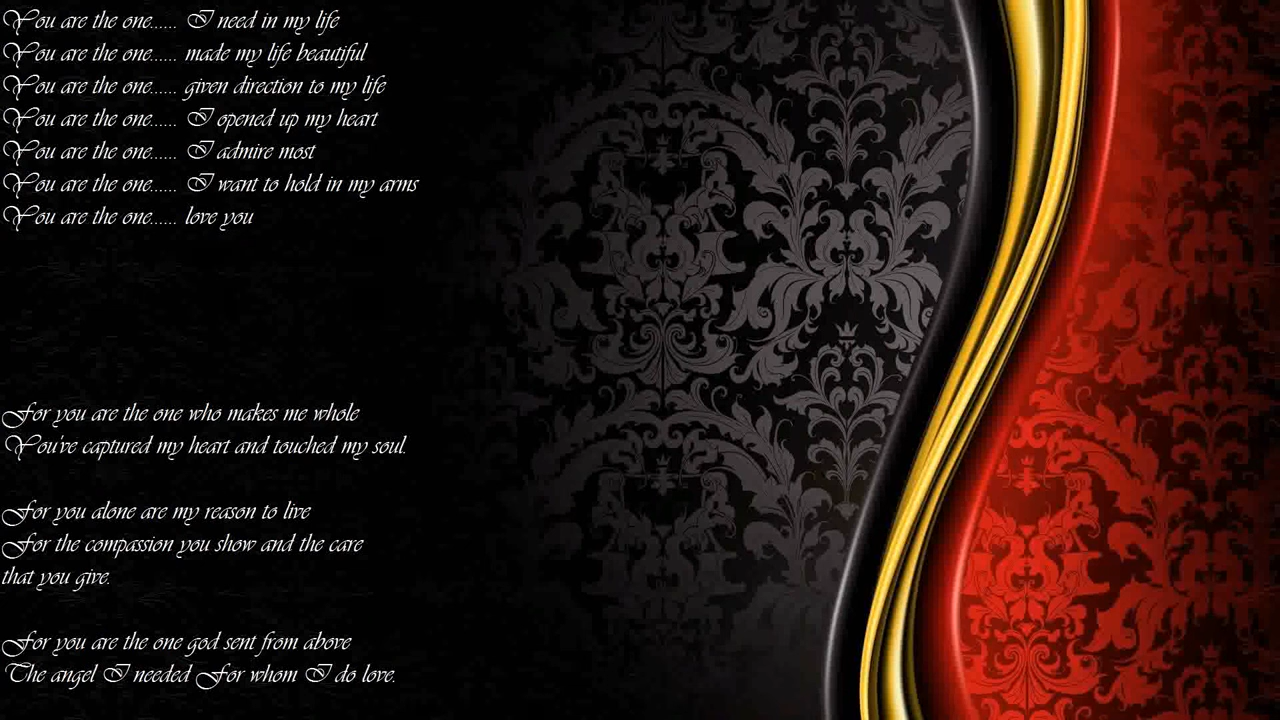 You are the one...... I need in my life
You are the one...... made my life beautiful
You are the one...... given direction to my life
You are the one...... I opened up my heart
You are the one...... I admire most
You are the one...... I want to hold in my arms
You are the one...... love you
For you are the one who makes me whole
You've captured my heart and touched my soul.
For you alone are my reason to live
For the compassion you show and the care
that you give.
For you are the one god sent from above
The angel I needed For whom I do love.